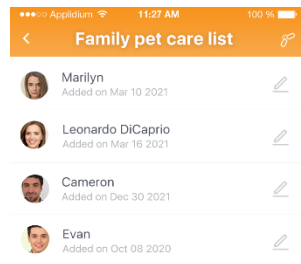 Applidium 11:27 AM 100 %
Family pet care list
Marilyn
Added on Mar 10 2021
Leonardo DiCaprio
Added on Mar 16 2021
Cameron
Added on Dec 30 2021
Evan
Added on Oct 08 2020